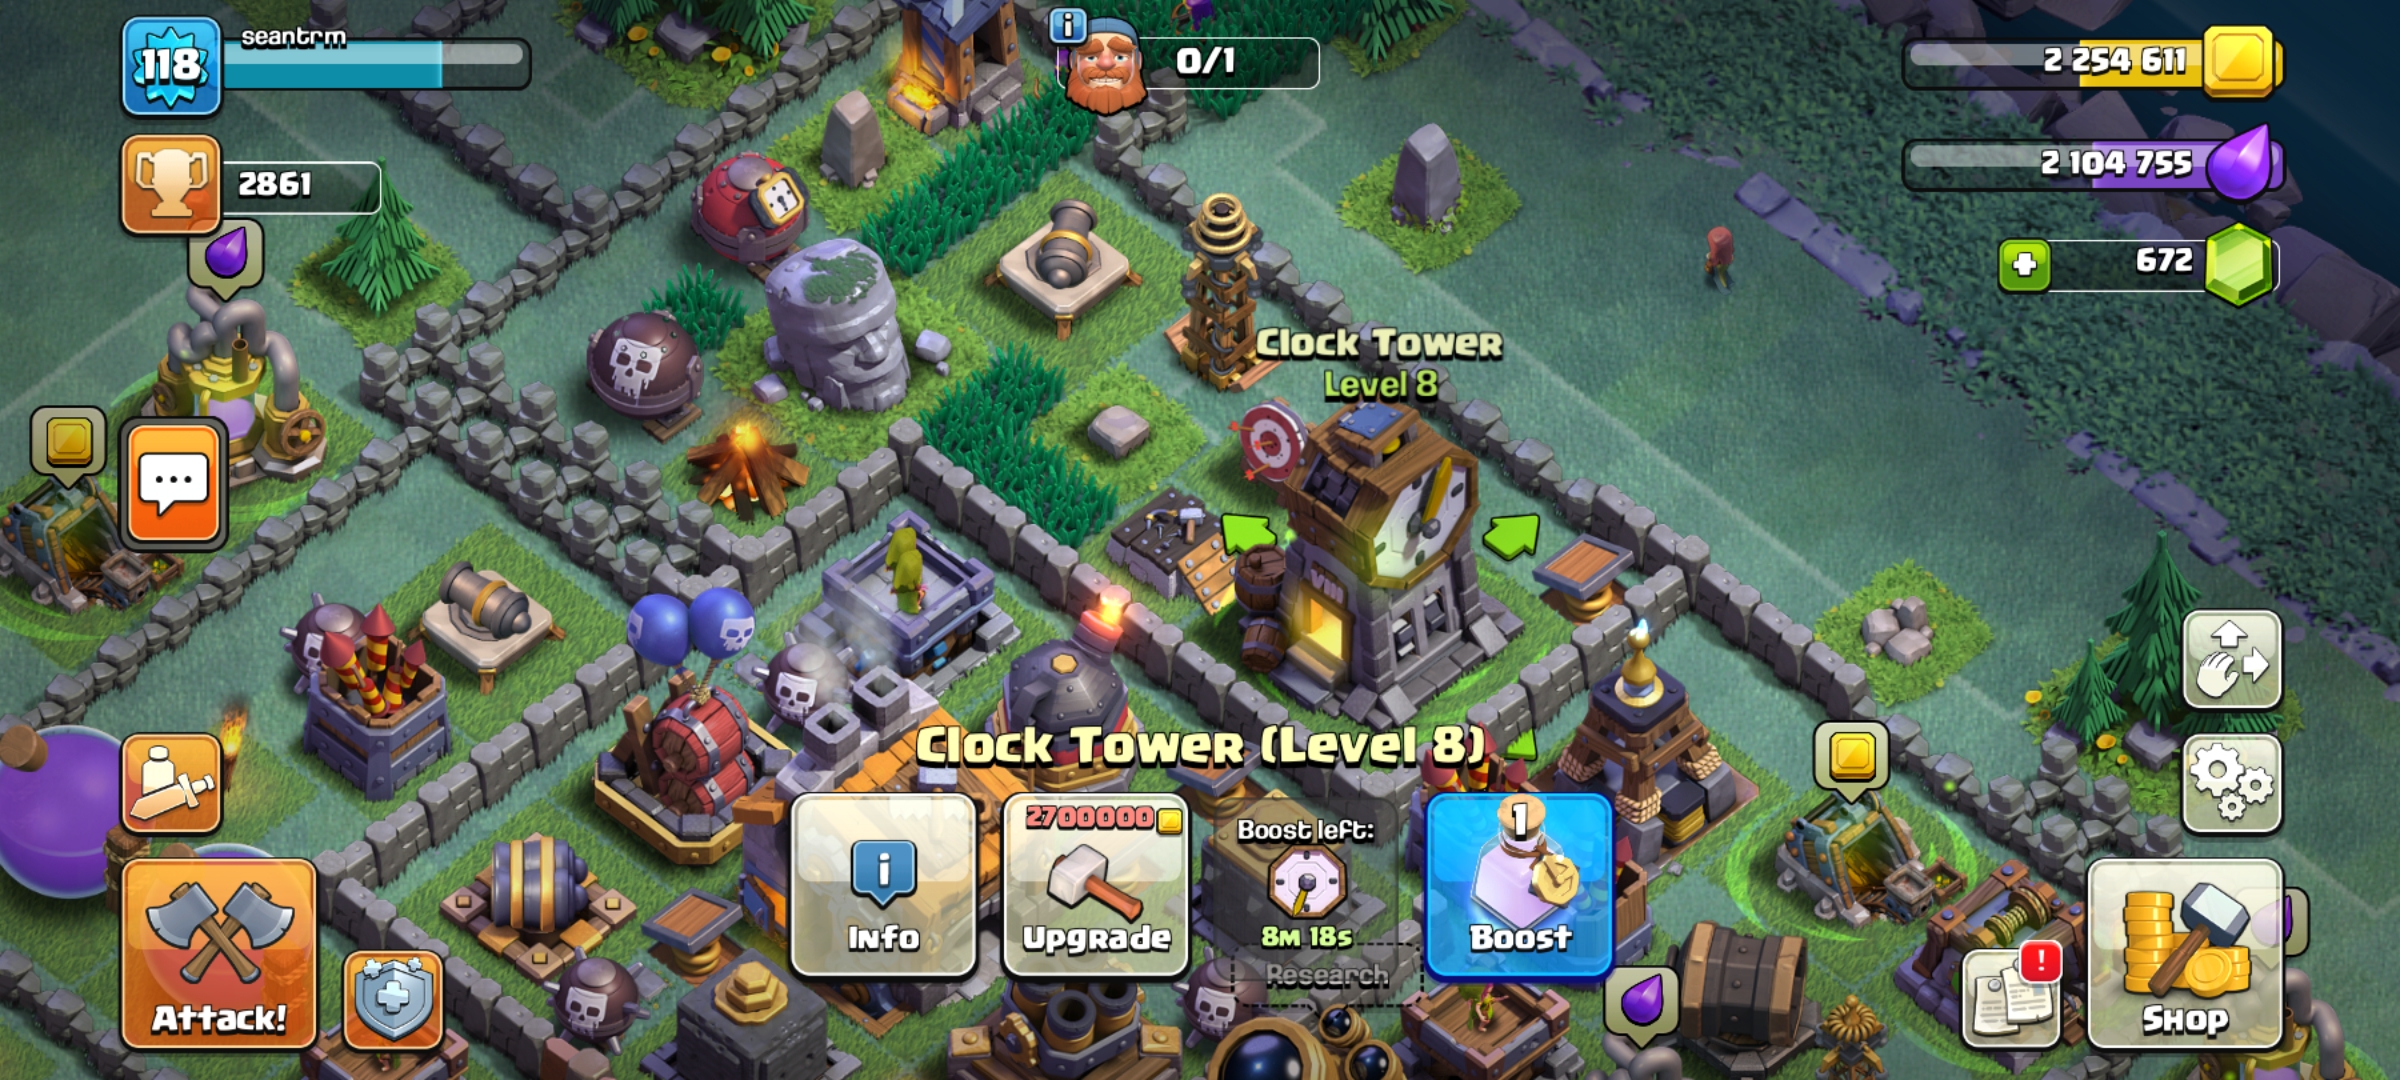 118
seantrm
0/1
2 254 611
2861
2 104 755
672
Clock Tower
Level 8
VIII
Clock Tower (Level 8)
Info
2700000
Upgrade
Boost left:
8M 18s
Research
1
Boost
Attack!
!
Shop